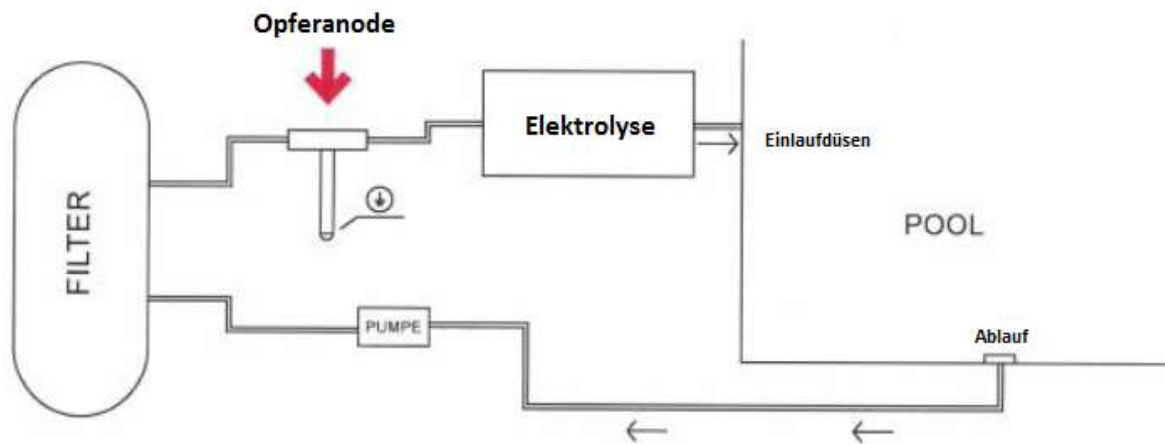 Opferanode
Elektrolyse
Einlaufdüsen
FILTER
POOL
PUMPE
Ablauf